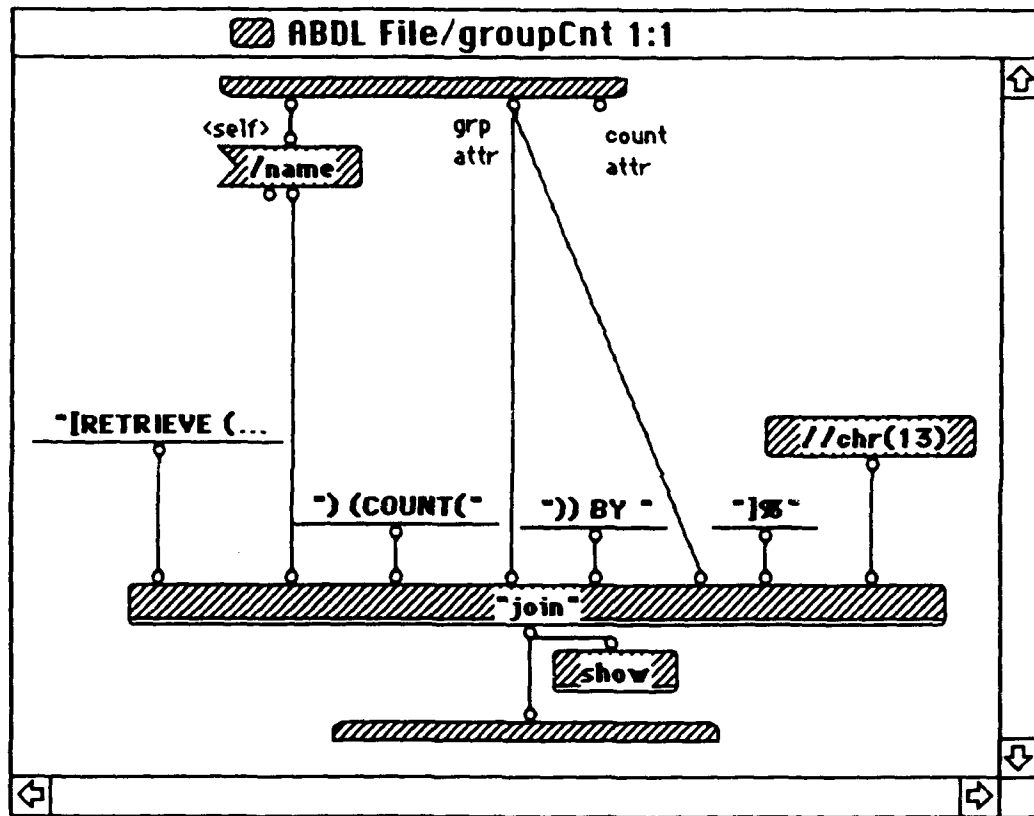 ABDL File/groupCnt 1:1
<self>
grp
attr
count
attr
/name
"[RETRIEVE (...
//chr(13)
") (COUNT("
")) BY "
"]%"
"join"
show